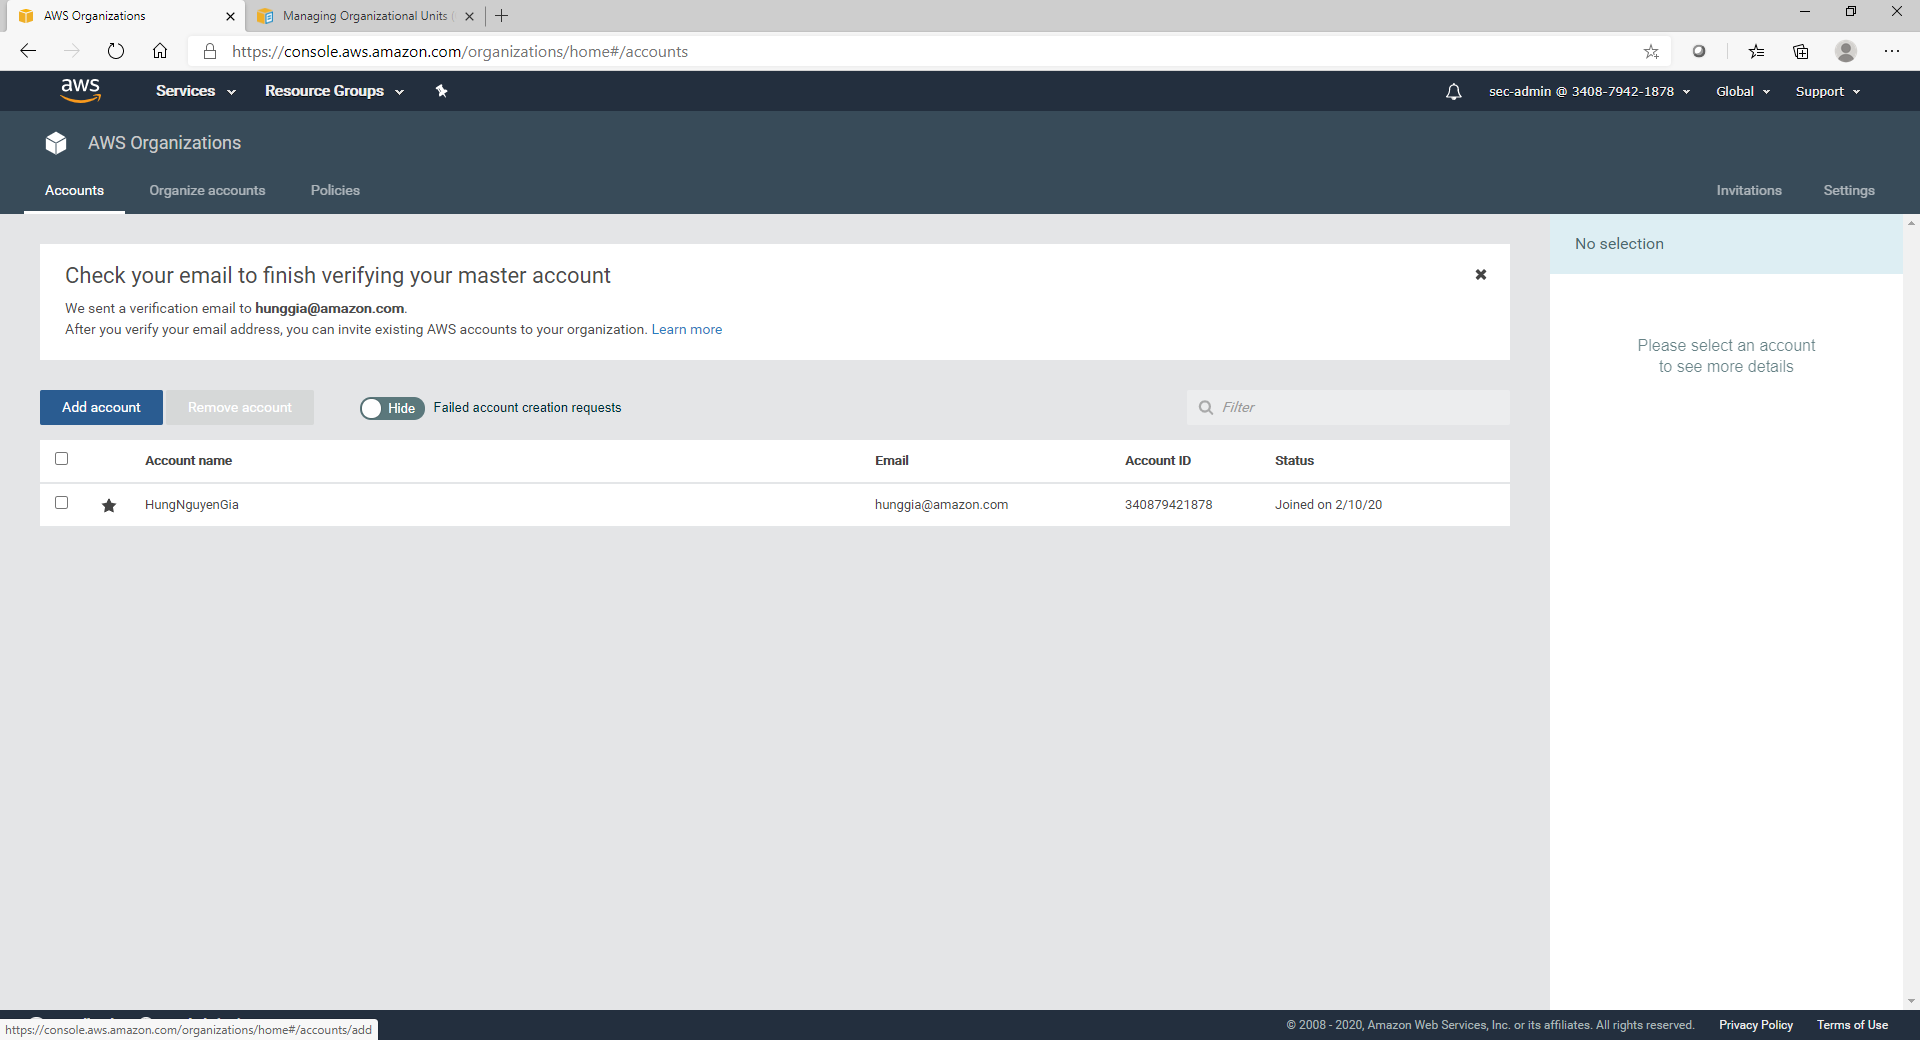 AWS Organizations
Managing Organizational Units
https://console.aws.amazon.com/organizations/home#/accounts
aws
Services
Resource Groups
sec-admin @ 3408-7942-1878
Global
Support
AWS Organizations
Accounts
Organize accounts
Policies
Invitations
Settings
No selection
Check your email to finish verifying your master account
We sent a verification email to hunggia@amazon.com.
After you verify your email address, you can invite existing AWS accounts to your organization. Learn more
Please select an account
to see more details
Add account
Remove account
Hide
Failed account creation requests
Filter
Account name
Email
Account ID
Status
HungNguyenGia
hunggia@amazon.com
340879421878
Joined on 2/10/20
https://console.aws.amazon.com/organizations/home#/accounts/add
© 2008 - 2020, Amazon Web Services, Inc. or its affiliates. All rights reserved.
Privacy Policy
Terms of Use